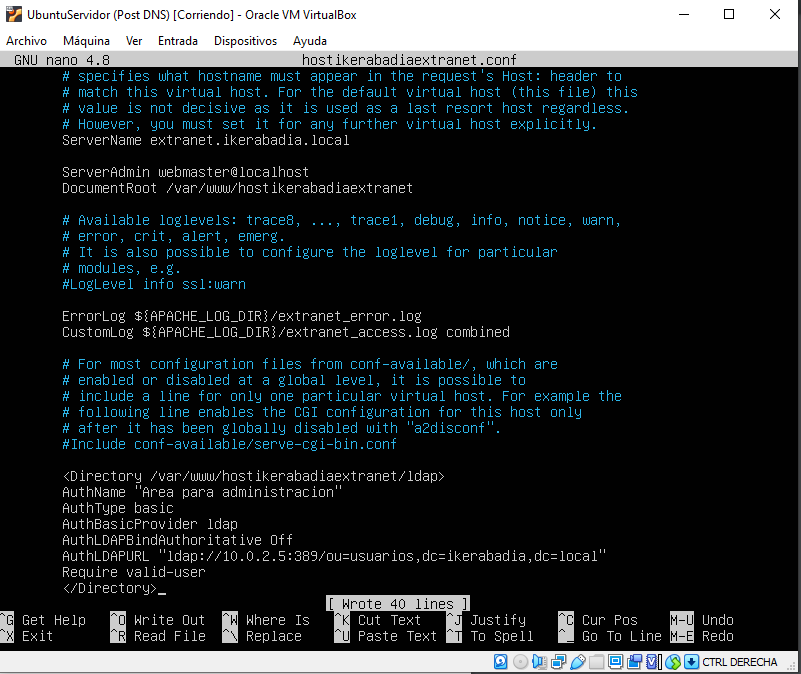 UbuntuServidor (Post DNS) [Corriendo] - Oracle VM VirtualBox
Archivo Máquina Ver Entrada Dispositivos Ayuda
GNU nano 4.8 hostikerabadiaextranet.conf
# specifies what hostname must appear in the request's Host: header to
# match this virtual host. For the default virtual host (this file) this
# value is not decisive as it is used as a last resort host regardless.
# However, you must set it for any further virtual host explicitly.
ServerName extranet.ikerabadia.local
ServerAdmin webmaster@localhost
DocumentRoot /var/www/hostikerabadiaextranet
# Available loglevels: trace8, ..., trace1, debug, info, notice, warn,
# error, crit, alert, emerg.
# It is also possible to configure the loglevel for particular
# modules, e.g.
#LogLevel info ssl:warn
ErrorLog ${APACHE_LOG_DIR}/extranet_error.log
CustomLog ${APACHE_LOG_DIR}/extranet_access.log combined
# For most configuration files from conf-available/, which are
# enabled or disabled at a global level, it is possible to
# include a line for only one particular virtual host. For example the
# following line enables the CGI configuration for this host only
# after it has been globally disabled with "a2disconf".
#Include conf-available/serve-cgi-bin.conf
<Directory /var/www/hostikerabadiaextranet/ldap>
AuthName "Area para administracion"
AuthType basic
AuthBasicProvider ldap
AuthLDAPBindAuthoritative Off
AuthLDAPURL "ldap://10.0.2.5:389/ou=usuarios,dc=ikerabadia,dc=local"
Require valid-user
</Directory>_
[ Wrote 40 lines ]
^G Get Help ^O Write Out ^W Where Is ^K Cut Text ^J Justify ^C Cur Pos M-U Undo
^X Exit ^R Read File ^\ Replace ^U Paste Text ^T To Spell ^_ Go To Line M-E Redo
CTRL DERECHA